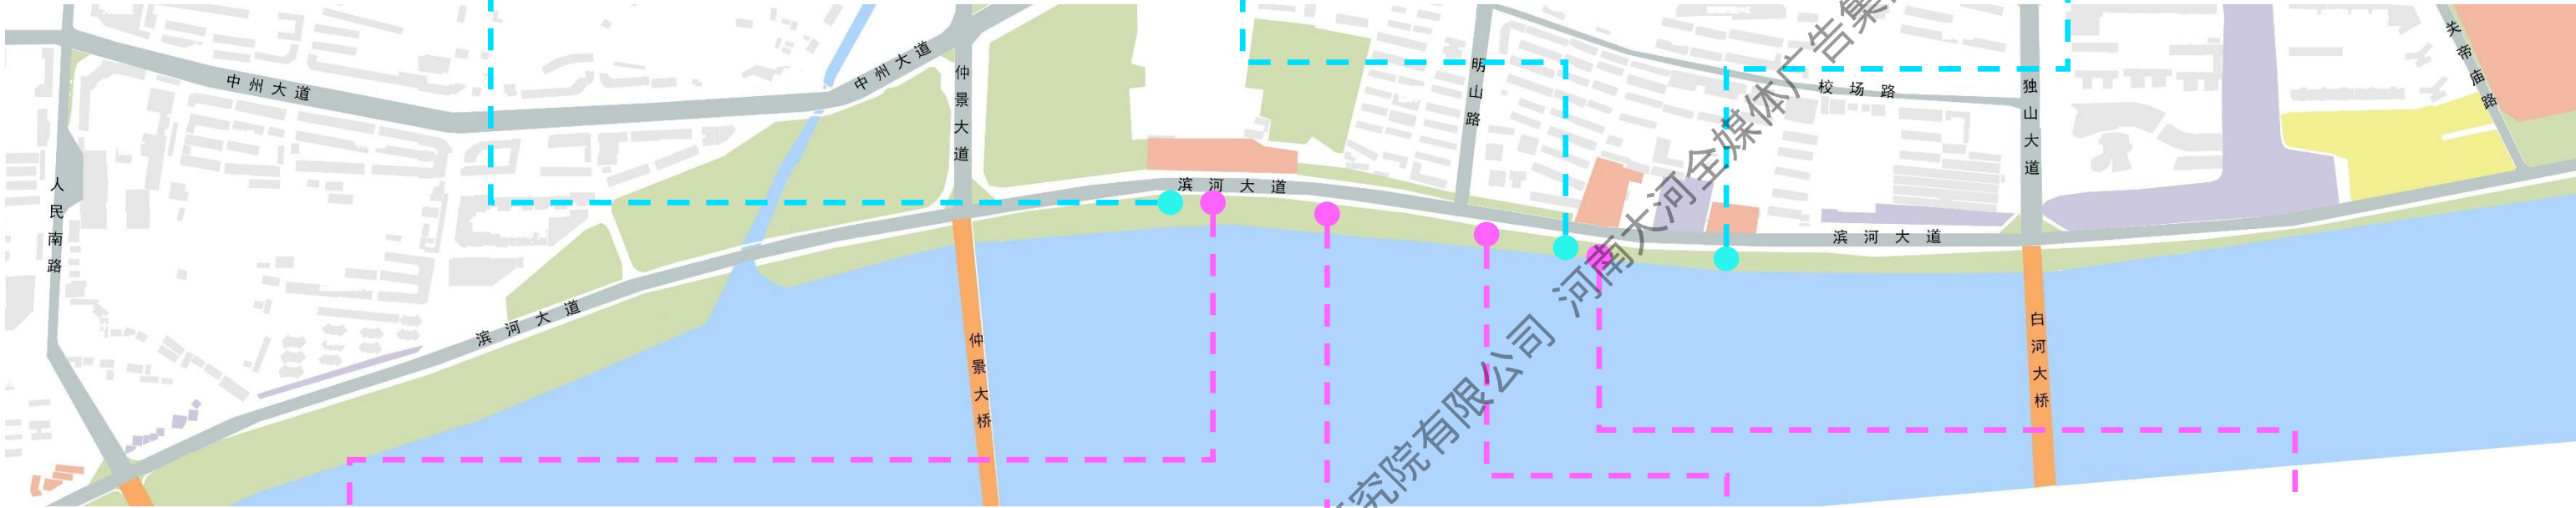 中州大道
中州大道
仲景大道
明山路
校场路
独山大道
关帝庙路
人民南路
滨河大道
滨河大道
滨河大道
仲景大桥
白河大桥
究院有限公司 河南大河全媒体广告集